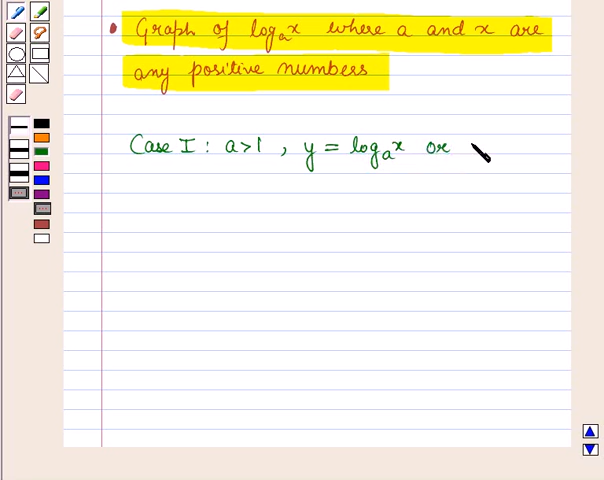 • Graph of logₐx where a and x are
any positive numbers
Case I : a>1 , y = logₐx or